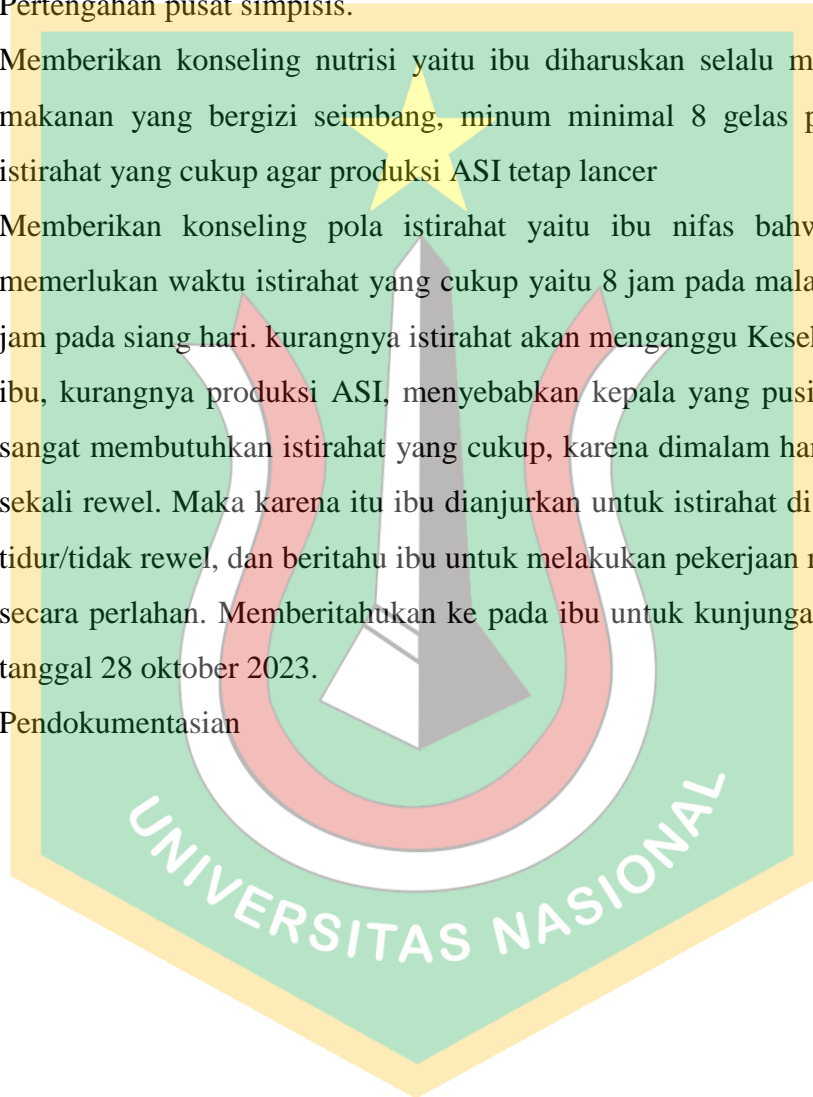 Pertengahan pusat simpisis.
Memberikan konseling nutrisi yaitu ibu diharuskan selalu m
makanan yang bergizi seimbang, minum minimal 8 gelas p
istirahat yang cukup agar produksi ASI tetap lancer
Memberikan konseling pola istirahat yaitu ibu nifas bahw
memerlukan waktu istirahat yang cukup yaitu 8 jam pada mala
jam pada siang hari. kurangnya istirahat akan menganggu Kesel
ibu, kurangnya produksi ASI, menyebabkan kepala yang pusi
sangat membutuhkan istirahat yang cukup, karena dimalam har
sekali rewel. Maka karena itu ibu dianjurkan untuk istirahat di
tidur/tidak rewel, dan beritahu ibu untuk melakukan pekerjaan r
secara perlahan. Memberitahukan ke pada ibu untuk kunjunga
tanggal 28 oktober 2023.
Pendokumentasian
UNIVERSITAS NASIONAL